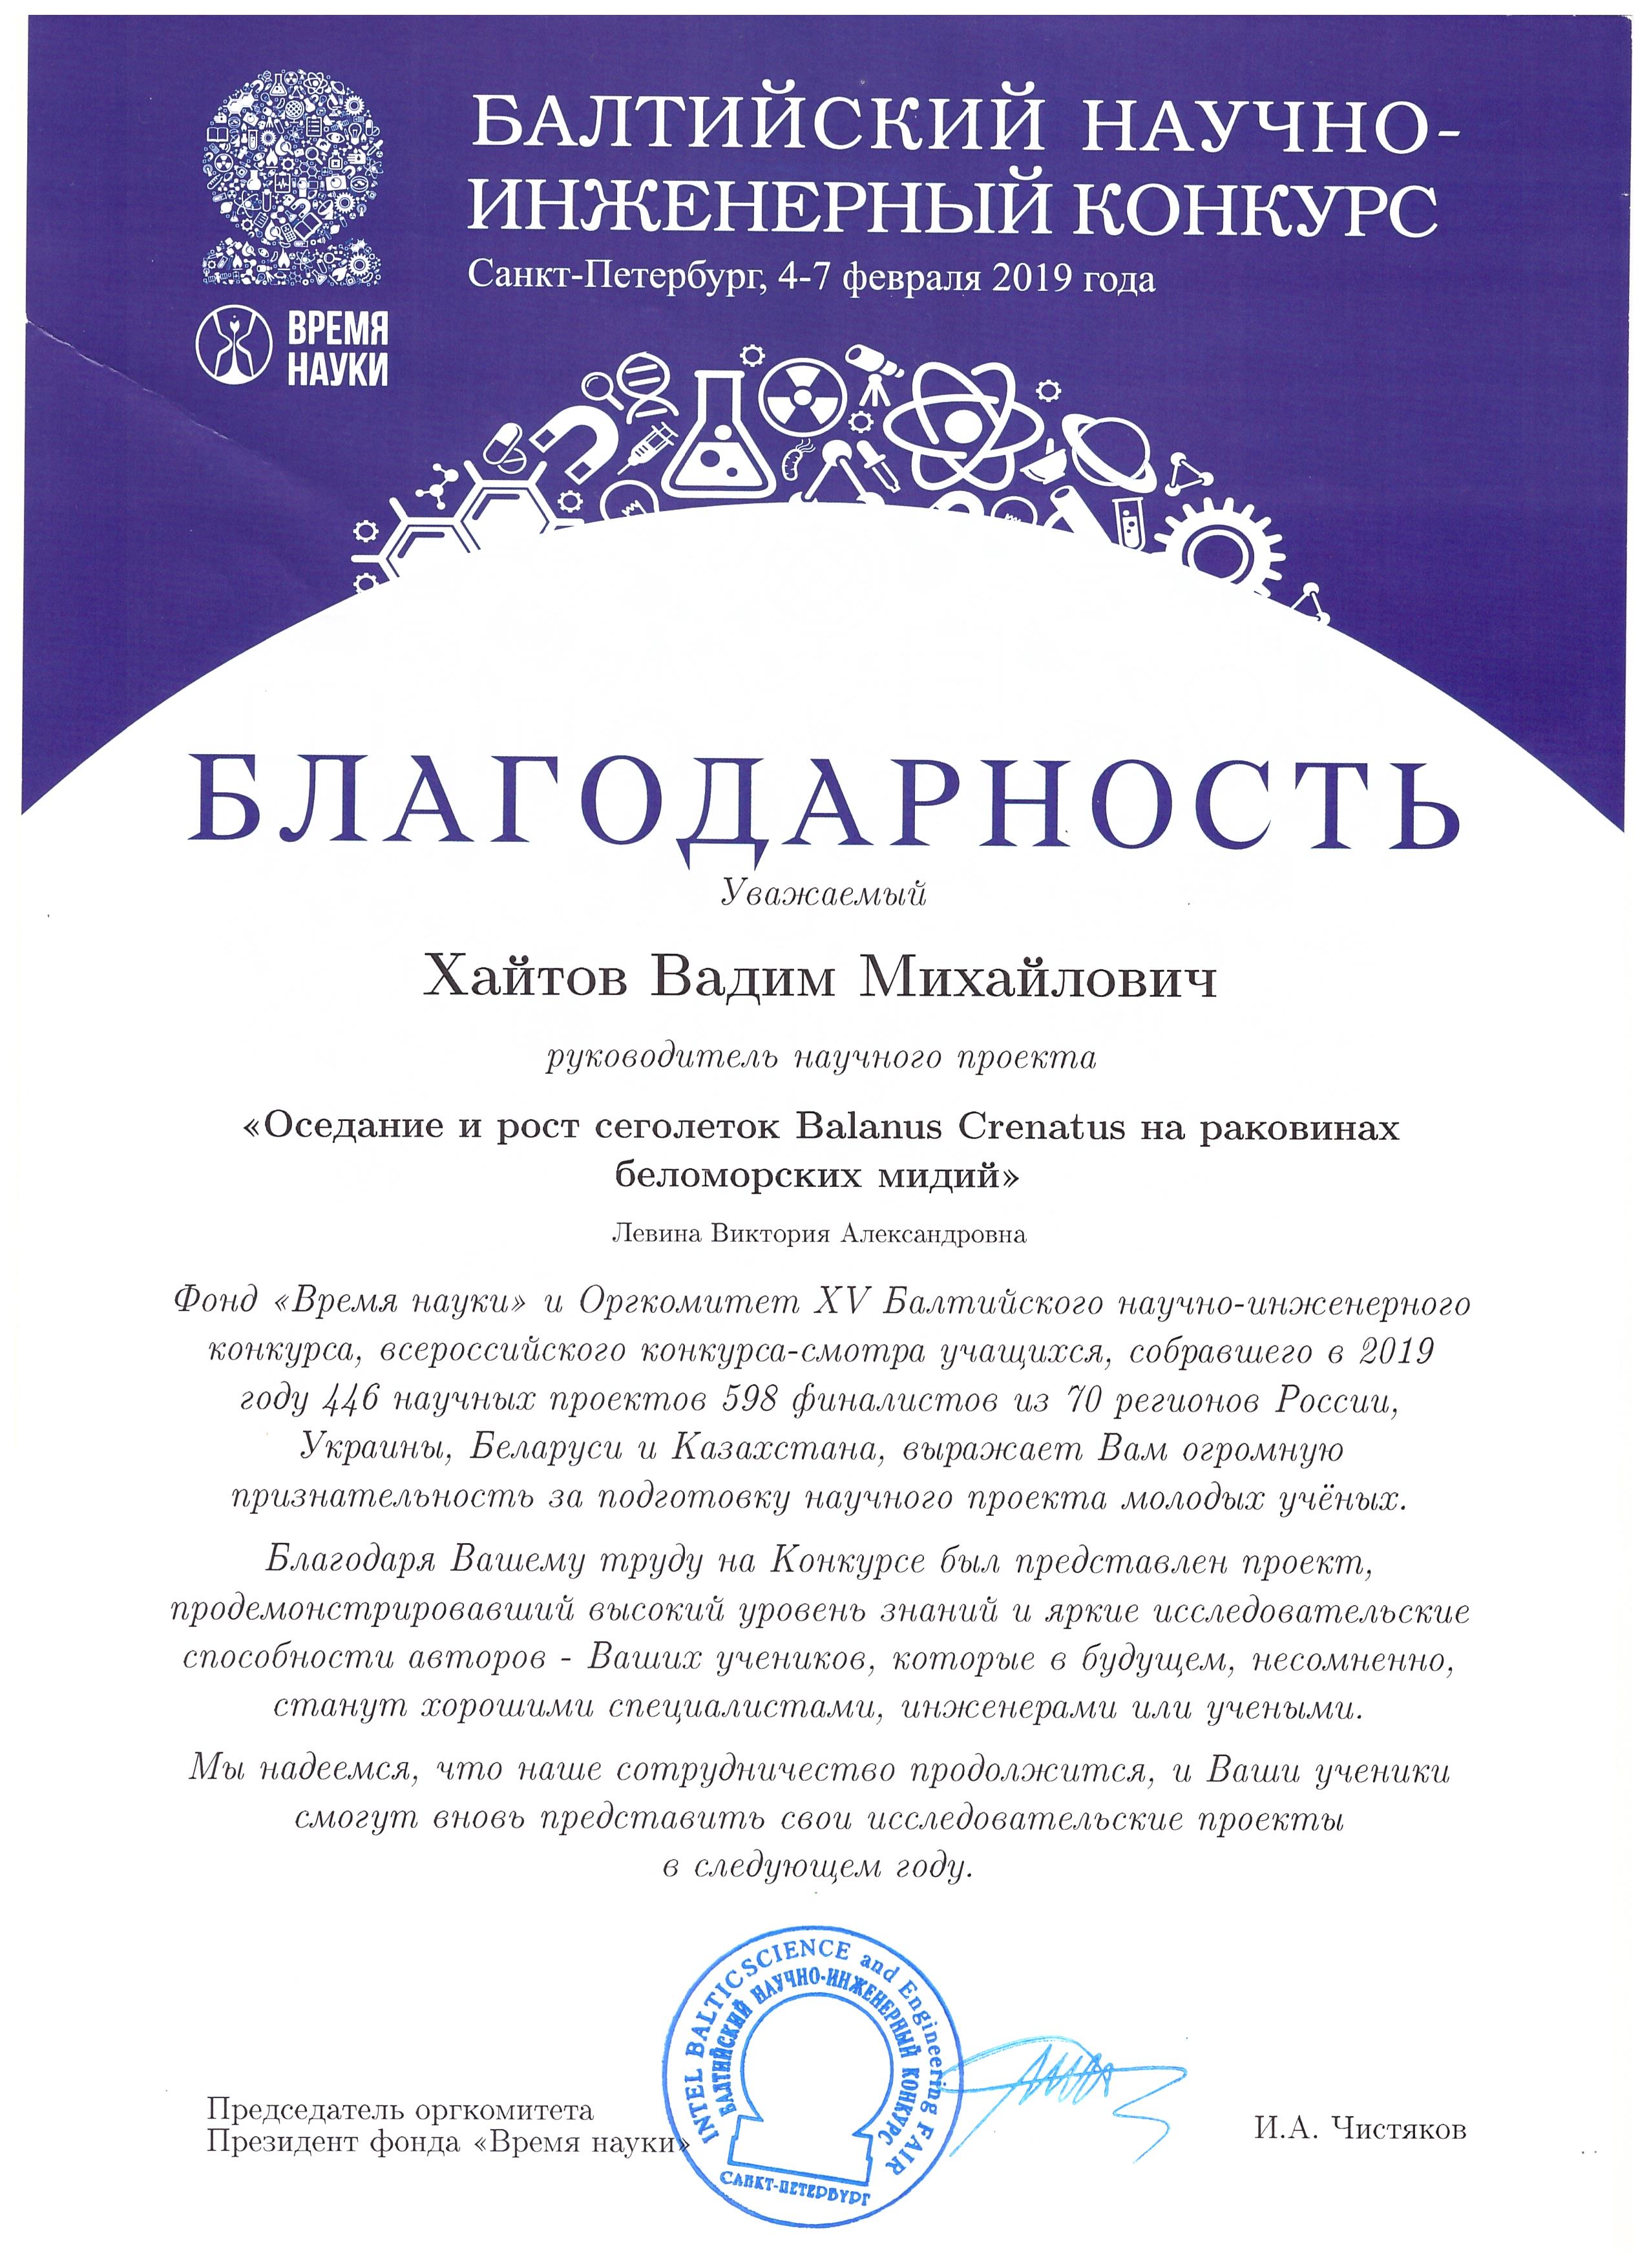 БАЛТИЙСКИЙ НАУЧНО-
ИНЖЕНЕРНЫЙ КОНКУРС
Санкт-Петербург, 4-7 февраля 2019 года
ВРЕМЯ
НАУКИ
БЛАГОДАРНОСТЬ
Уважаемый
Хайтов Вадим Михайлович
руководитель научного проекта
«Оседание и рост сеголеток Balanus Crenatus на раковинах
беломорских мидий»
Левина Виктория Александровна
Фонд «Время науки» и Оргкомитет XV Балтийского научно-инженерного
конкурса, всероссийского конкурса-смотра учащихся, собравшего в 2019
году 446 научных проектов 598 финалистов из 70 регионов России,
Украины, Беларуси и Казахстана, выражает Вам огромную
признательность за подготовку научного проекта молодых учёных.
Благодаря Вашему труду на Конкурсе был представлен проект,
продемонстрировавший высокий уровень знаний и яркие исследовательские
способности авторов - Ваших учеников, которые в будущем, несомненно,
станут хорошими специалистами, инженерами или учеными.
Мы надеемся, что наше сотрудничество продолжится, и Ваши ученики
смогут вновь представить свои исследовательские проекты
в следующем году.
INTEL BALTIC SCIENCE and Engineering FAIR
БАЛТИЙСКИЙ НАУЧНО-ИНЖЕНЕРНЫЙ КОНКУРС
САНКТ-ПЕТЕРБУРГ
Председатель оргкомитета
Президент фонда «Время науки»
И.А. Чистяков